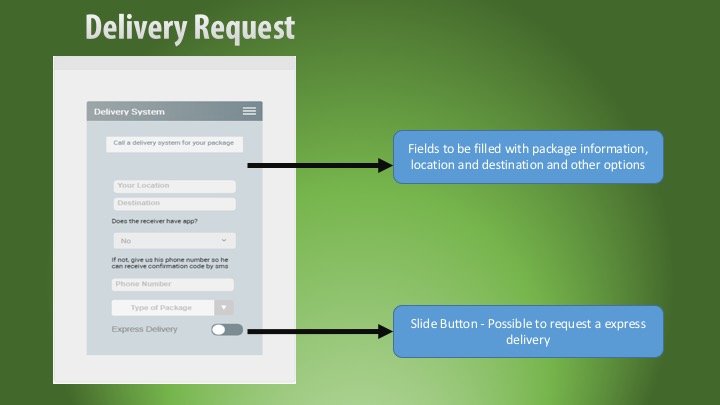 Delivery Request
Delivery System
Call a delivery system for your package
Your Location
Destination
Does the receiver have app?
No
If not, give us his phone number so he
can receive confirmation code by sms
Phone Number
Type of Package
Express Delivery
Fields to be filled with package information,
location and destination and other options
Slide Button - Possible to request a express
delivery